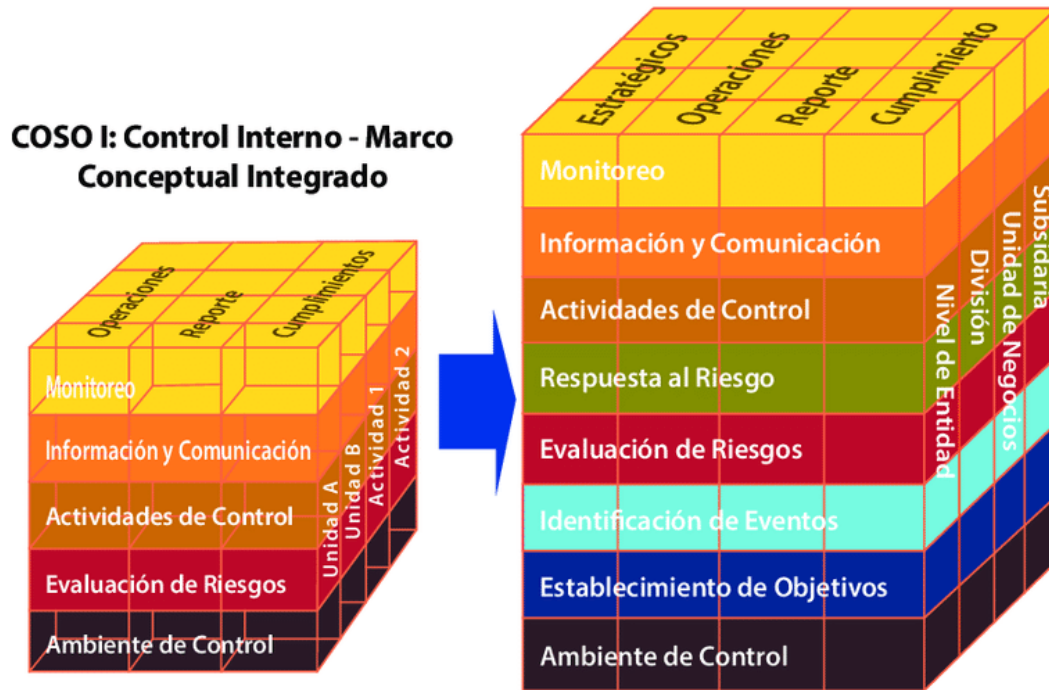 COSO I: Control Interno - Marco
Conceptual Integrado
Operaciones
Reporte
Cumplimientos
Monitoreo
Información y Comunicación
Actividades de Control
Evaluación de Riesgos
Ambiente de Control
Unidad A
Unidad B
Actividad 1
Actividad 2
Estratégicos
Operaciones
Reporte
Cumplimiento
Monitoreo
Información y Comunicación
Actividades de Control
Respuesta al Riesgo
Evaluación de Riesgos
Identificación de Eventos
Establecimiento de Objetivos
Ambiente de Control
Nivel de Entidad
División
Unidad de Negocios
Subsidaria